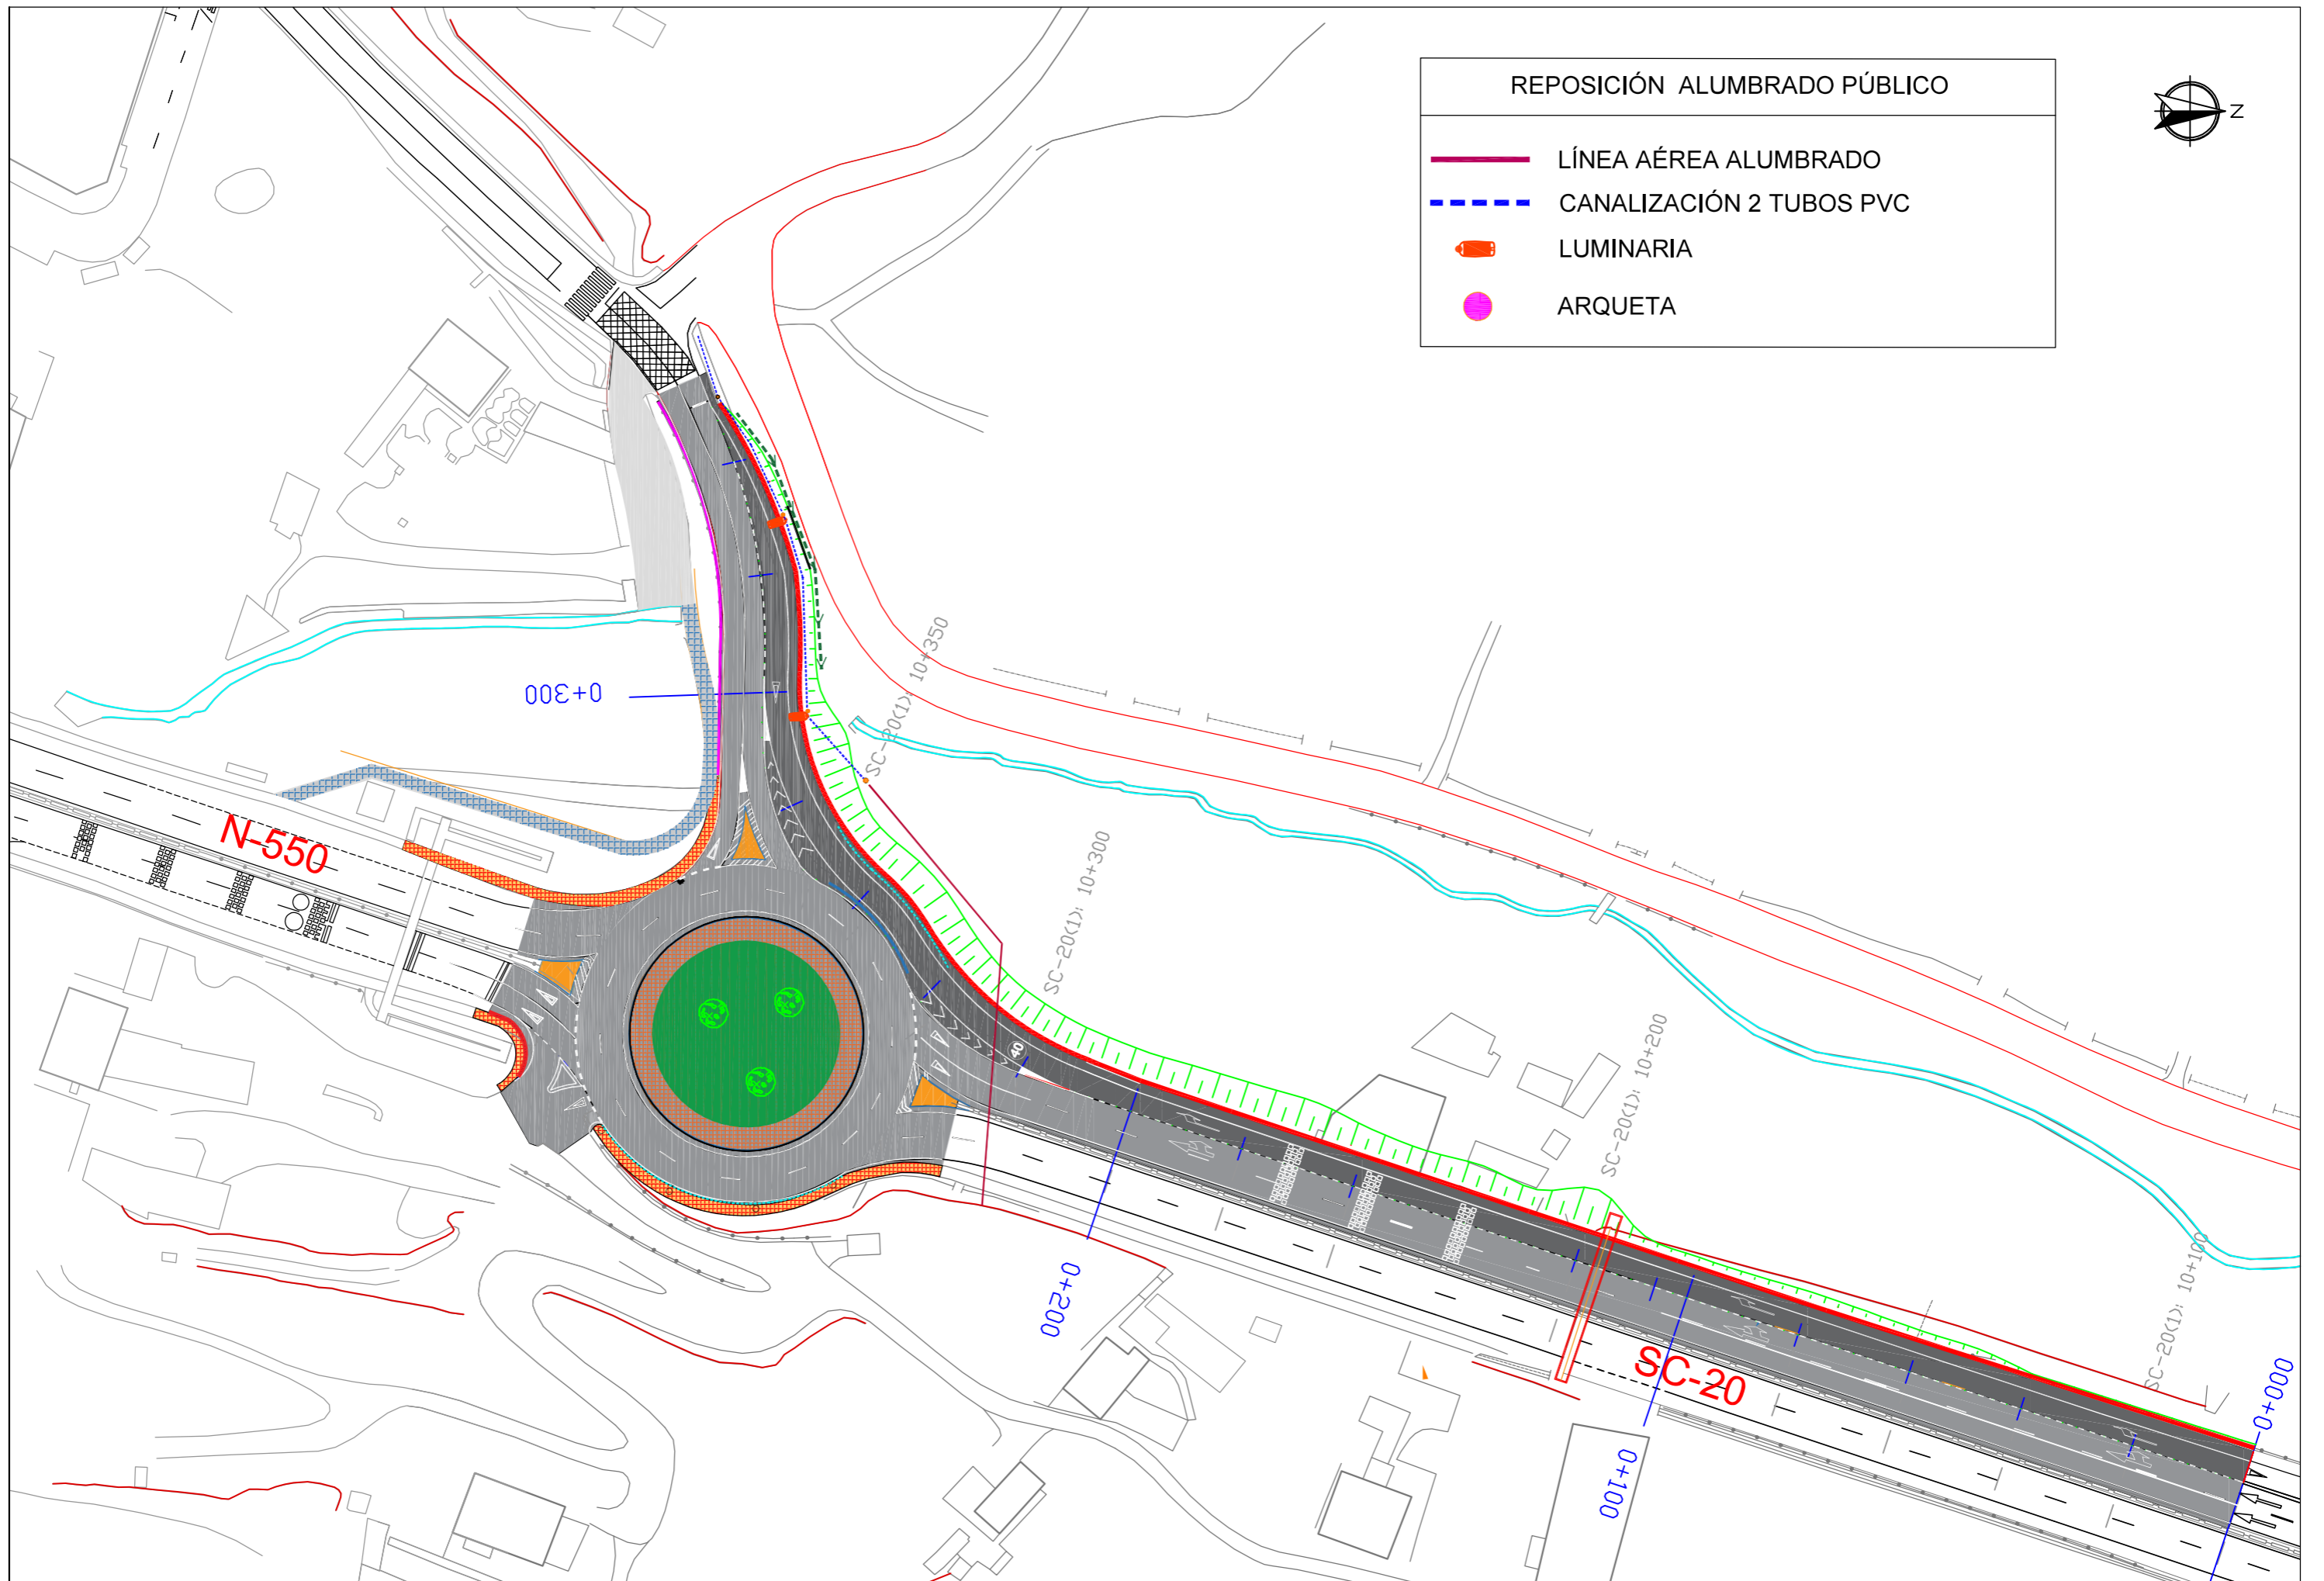 REPOSICIÓN ALUMBRADO PÚBLICO
N
LÍNEA AÉREA ALUMBRADO
CANALIZACIÓN 2 TUBOS PVC
LUMINARIA
ARQUETA
SC-20(1): 10+350
0+300
N-550
SC-20(1): 10+300
40
SC-20(1): 10+200
0+200
SC-20(1): 10+100
SC-20
0+000
0+100